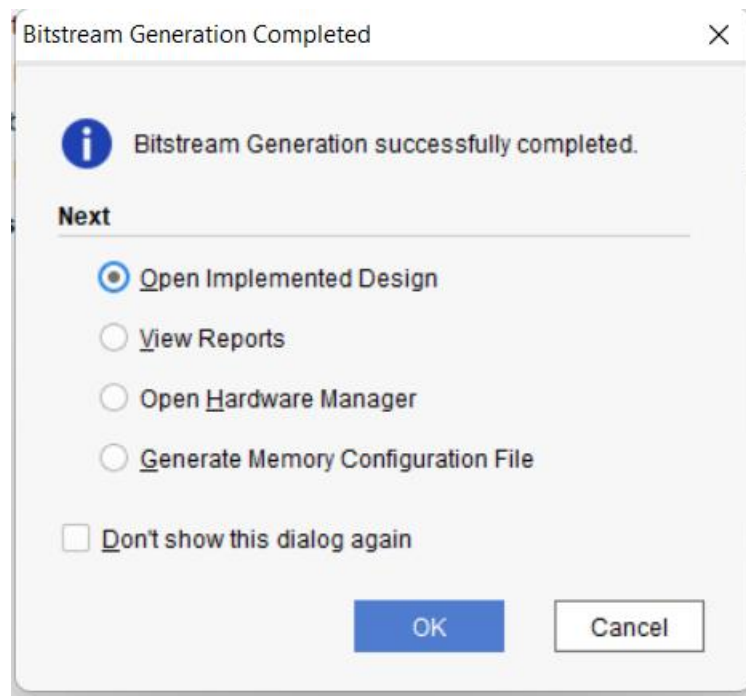 Bitstream Generation Completed
Bitstream Generation successfully completed.
Next
Open Implemented Design
View Reports
Open Hardware Manager
Generate Memory Configuration File
Don't show this dialog again
OK
Cancel